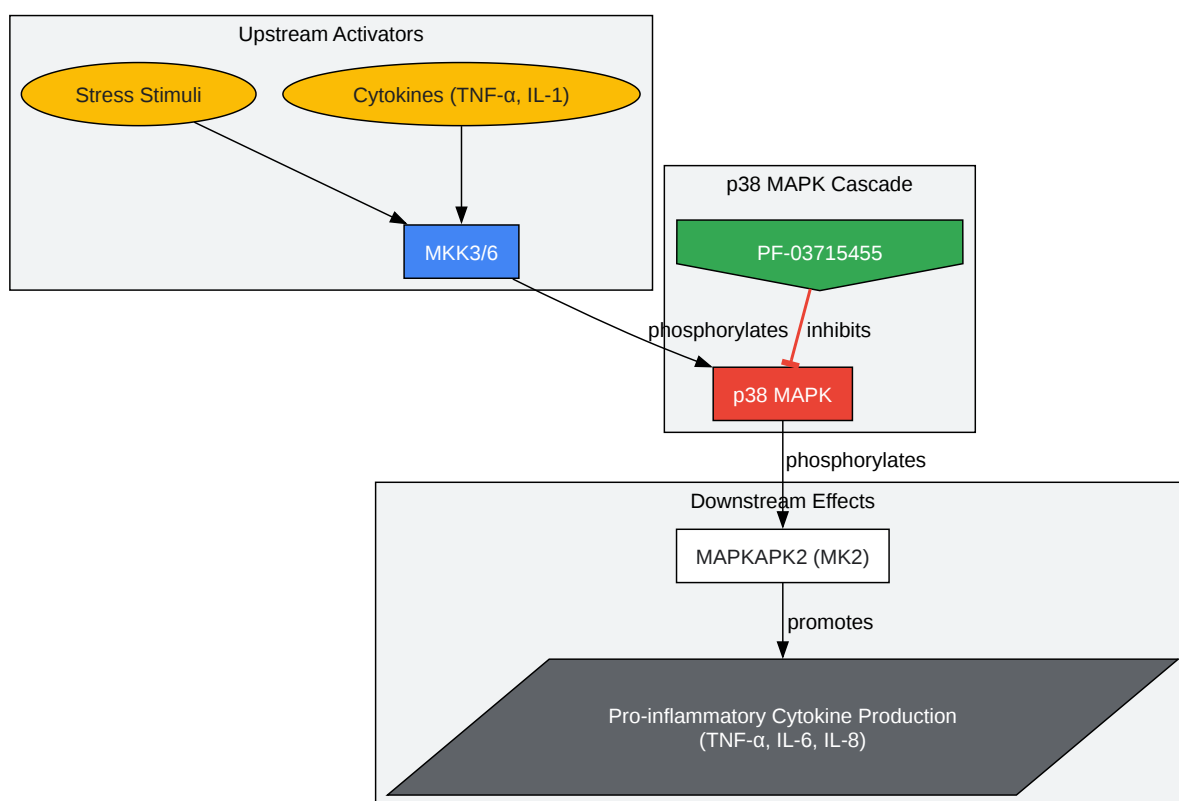 Upstream Activators
Stress Stimuli
Cytokines (TNF-α, IL-1)
p38 MAPK Cascade
MKK3/6
PF-03715455
phosphorylates
inhibits
p38 MAPK
phosphorylates
Downstream Effects
MAPKAPK2 (MK2)
promotes
Pro-inflammatory Cytokine Production
(TNF-α, IL-6, IL-8)